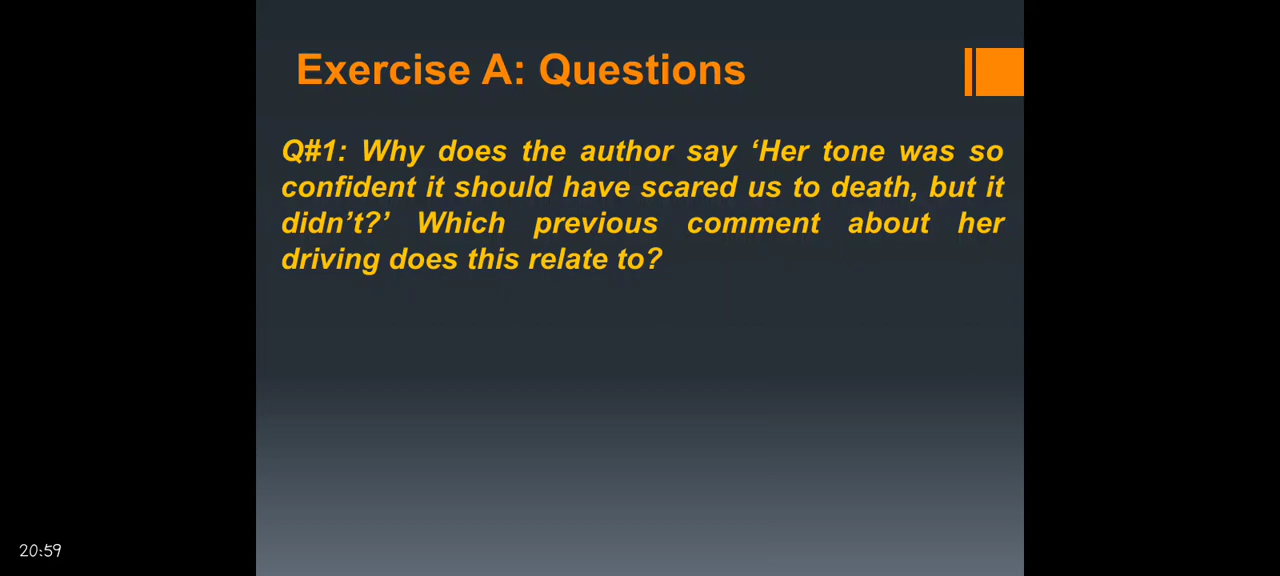 Exercise A: Questions
Q#1: Why does the author say ‘Her tone was so
confident it should have scared us to death, but it
didn’t?’ Which previous comment about her
driving does this relate to?
20:59